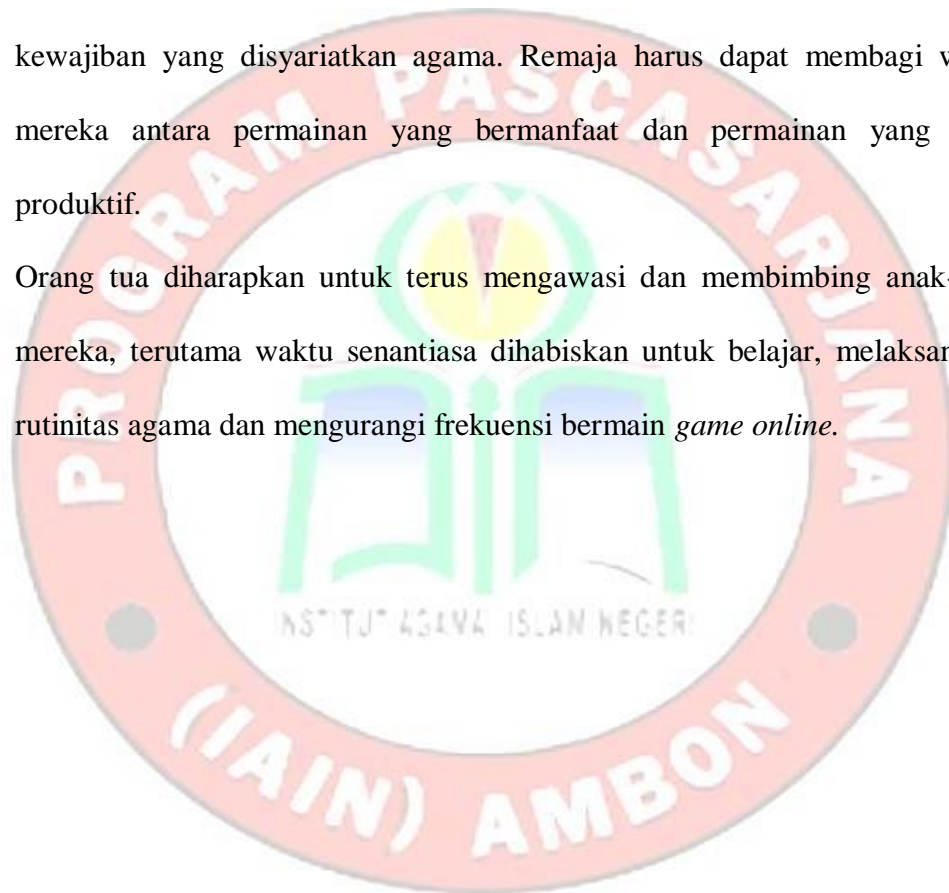 kewajiban yang disyariatkan agama. Remaja harus dapat membagi
mereka antara permainan yang bermanfaat dan permainan yang
produktif.
Orang tua diharapkan untuk terus mengawasi dan membimbing anak-
mereka, terutama waktu senantiasa dihabiskan untuk belajar,
rutinitas agama dan mengurangi frekuensi bermain game online.
PROGRAM PASCASARJANA
INSTITUT AGAMA ISLAM NEGERI
(IAIN) AMBON